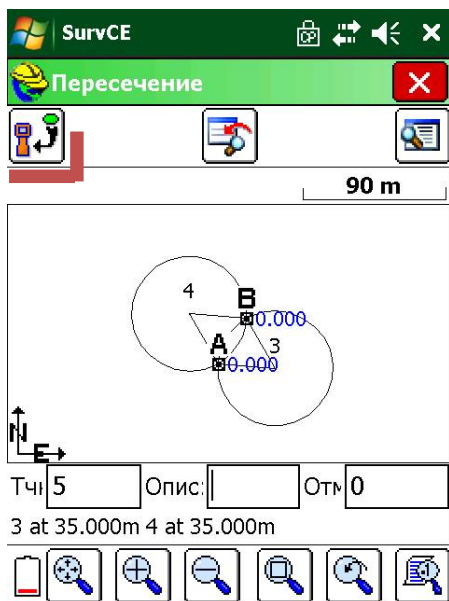 SurvCE
Пересечение
90 m
4
B
0.000
A
3
0.000
N
E
Тчк 5 Опис: Отм 0
3 at 35.000m 4 at 35.000m